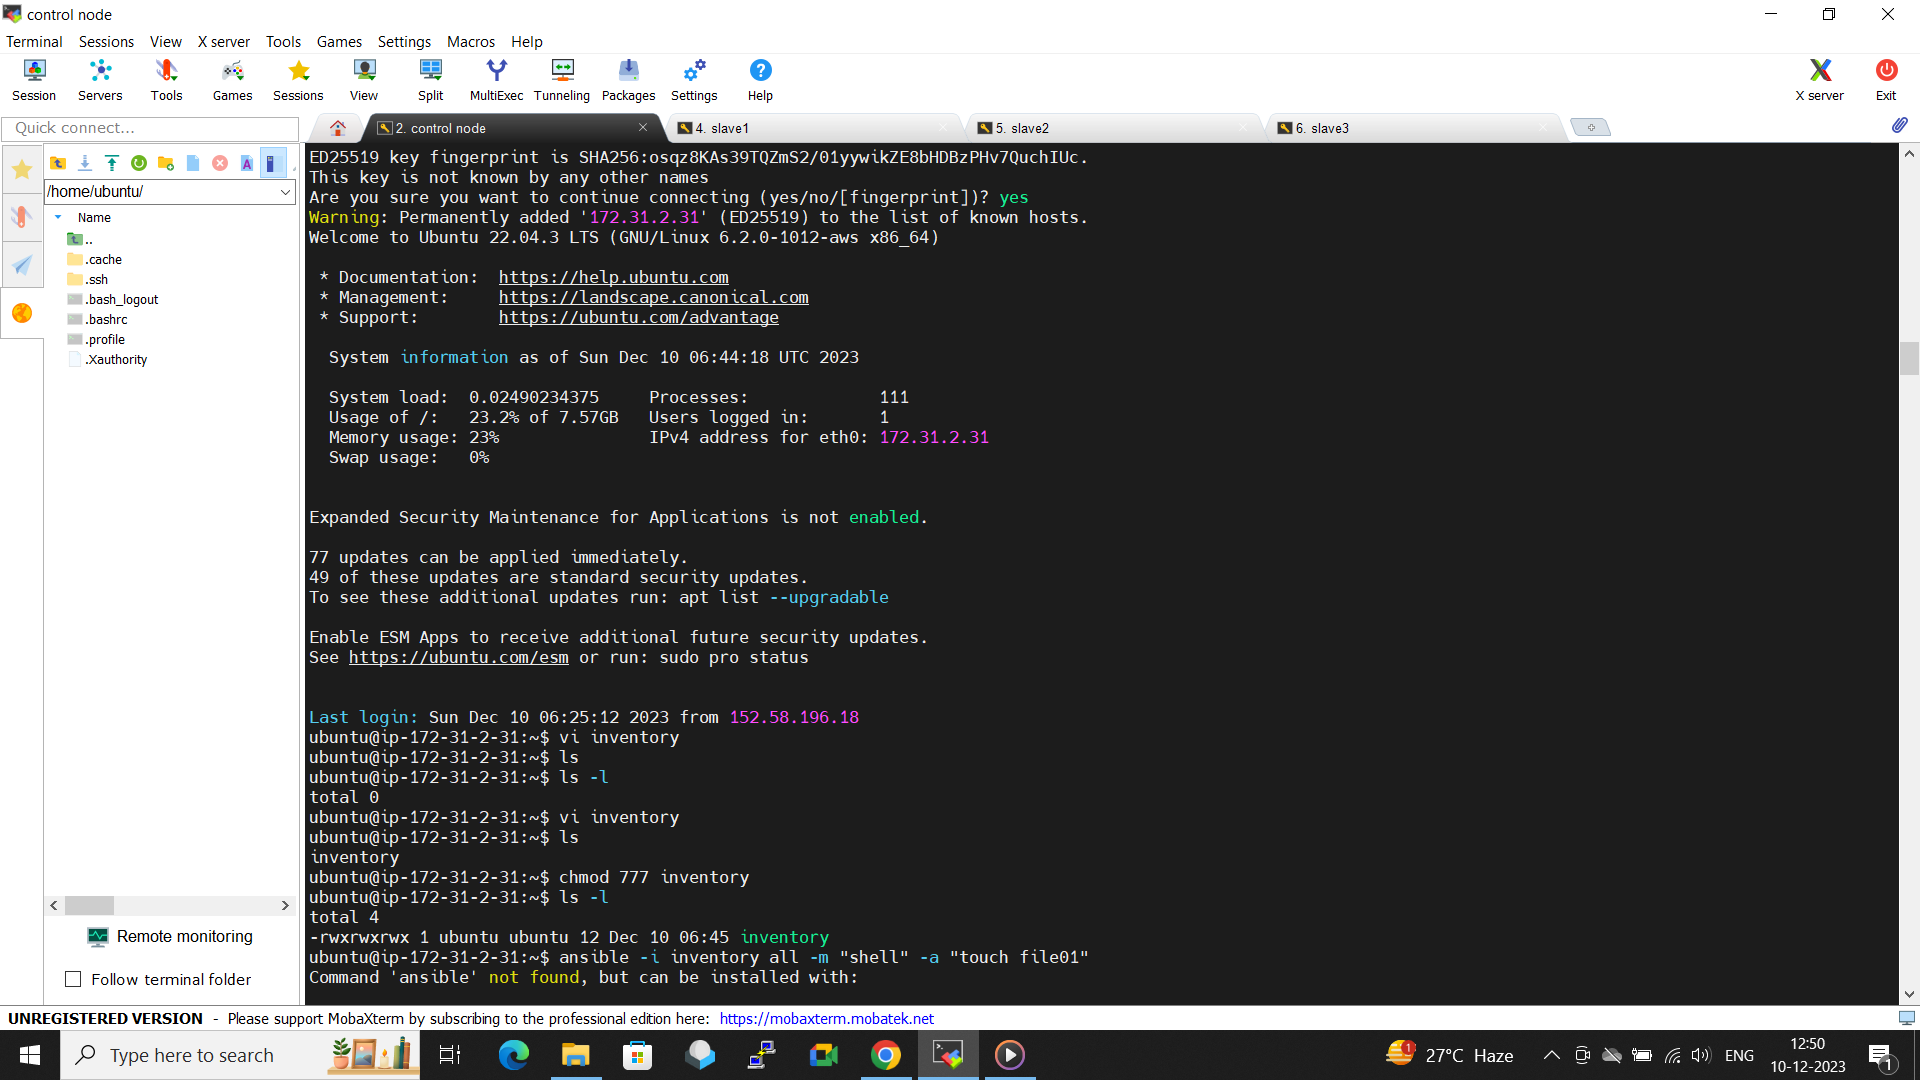 control node
Terminal Sessions View X server Tools Games Settings Macros Help
Session Servers Tools Games Sessions View Split MultiExec Tunneling Packages Settings Help X server Exit
Quick connect...
2. control node
4. slave1
5. slave2
6. slave3
/home/ubuntu/
Name
..
.cache
.ssh
.bash_logout
.bashrc
.profile
.Xauthority
Remote monitoring
Follow terminal folder
ED25519 key fingerprint is SHA256:osqz8KAs39TQZmS2/01yywikZE8bHDBzPHv7QuchIUc.
This key is not known by any other names
Are you sure you want to continue connecting (yes/no/[fingerprint])? yes
Warning: Permanently added '172.31.2.31' (ED25519) to the list of known hosts.
Welcome to Ubuntu 22.04.3 LTS (GNU/Linux 6.2.0-1012-aws x86_64)
* Documentation: https://help.ubuntu.com
* Management: https://landscape.canonical.com
* Support: https://ubuntu.com/advantage
System information as of Sun Dec 10 06:44:18 UTC 2023
System load: 0.02490234375 Processes: 111
Usage of /: 23.2% of 7.57GB Users logged in: 1
Memory usage: 23% IPv4 address for eth0: 172.31.2.31
Swap usage: 0%
Expanded Security Maintenance for Applications is not enabled.
77 updates can be applied immediately.
49 of these updates are standard security updates.
To see these additional updates run: apt list --upgradable
Enable ESM Apps to receive additional future security updates.
See https://ubuntu.com/esm or run: sudo pro status
Last login: Sun Dec 10 06:25:12 2023 from 152.58.196.18
ubuntu@ip-172-31-2-31:~$ vi inventory
ubuntu@ip-172-31-2-31:~$ ls
ubuntu@ip-172-31-2-31:~$ ls -l
total 0
ubuntu@ip-172-31-2-31:~$ vi inventory
ubuntu@ip-172-31-2-31:~$ ls
inventory
ubuntu@ip-172-31-2-31:~$ chmod 777 inventory
ubuntu@ip-172-31-2-31:~$ ls -l
total 4
-rwxrwxrwx 1 ubuntu ubuntu 12 Dec 10 06:45 inventory
ubuntu@ip-172-31-2-31:~$ ansible -i inventory all -m "shell" -a "touch file01"
Command 'ansible' not found, but can be installed with:
UNREGISTERED VERSION - Please support MobaXterm by subscribing to the professional edition here: https://mobaxterm.mobatek.net
Type here to search
1
27°C Haze
ENG
12:50
10-12-2023
1